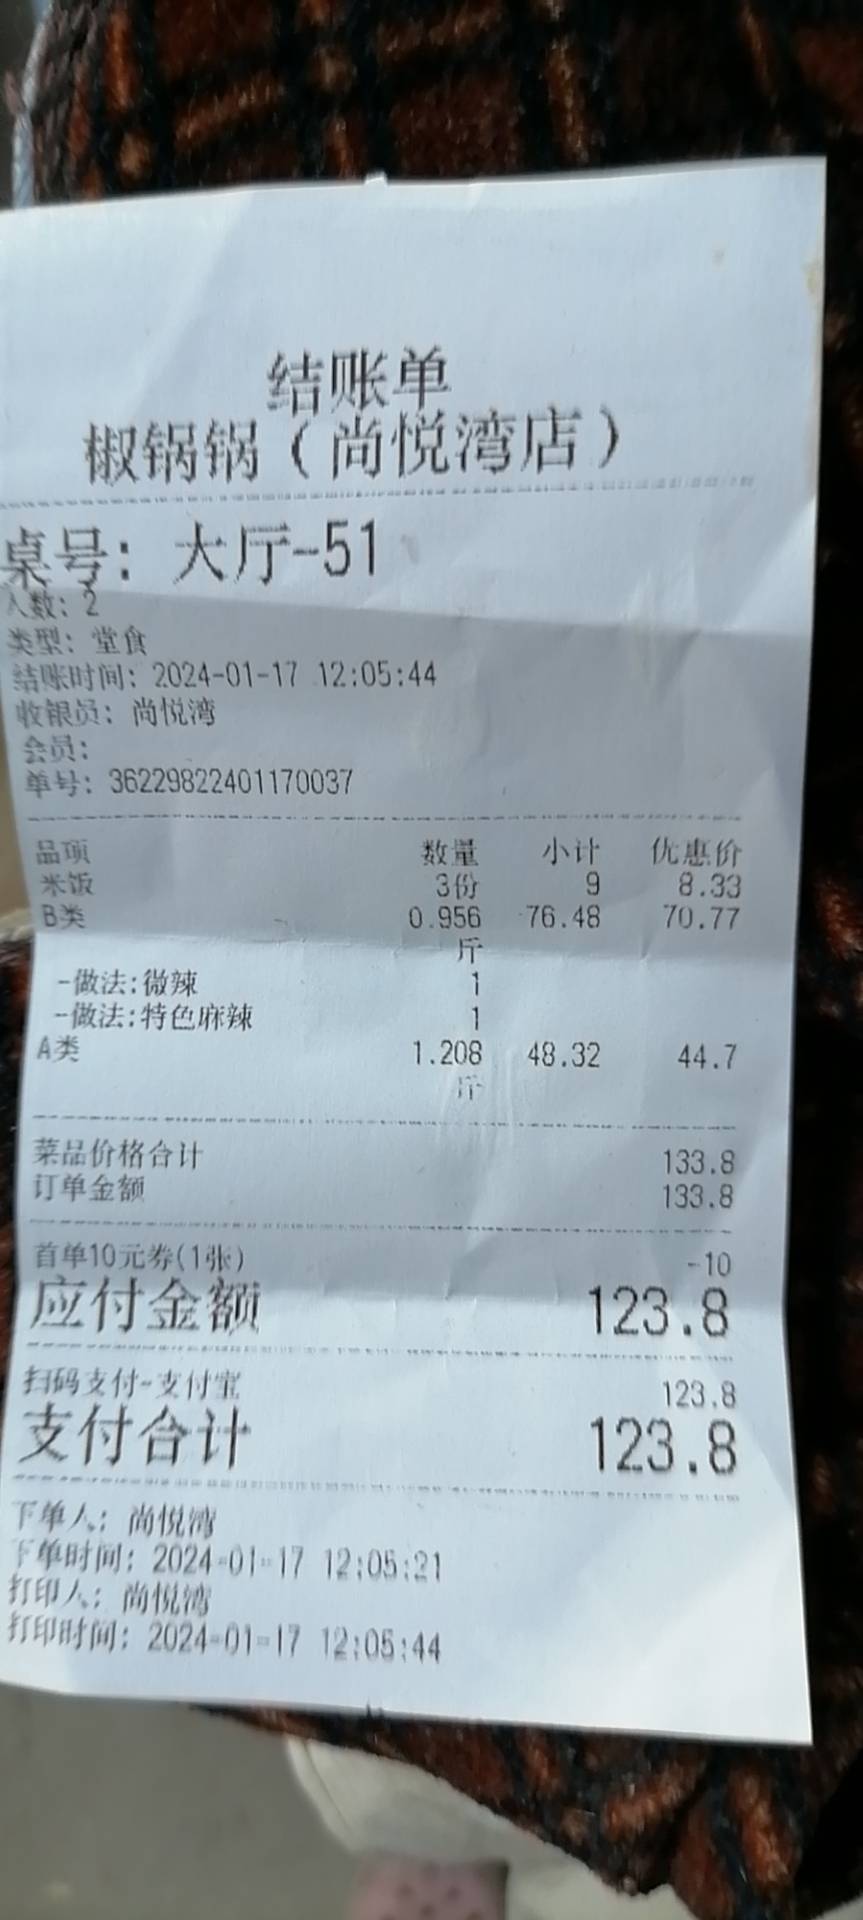 结账单
椒锅锅（尚悦湾店）
桌号：大厅-51
人数：2
类型：堂食
结账时间：2024-01-17 12:05:44
收银员：尚悦湾
会员：
单号：36229822401170037
品项 数量 小计 优惠价
米饭 3份 9 8.33
B类 0.956 76.48 70.77
斤
-做法:微辣 1
-做法:特色麻辣 1
A类 1.208 48.32 44.7
斤
菜品价格合计 133.8
订单金额 133.8
首单10元券(1张) -10
应付金额 123.8
扫码支付-支付宝 123.8
支付合计 123.8
下单人：尚悦湾
下单时间：2024-01-17 12:05:21
打印人：尚悦湾
打印时间：2024-01-17 12:05:44